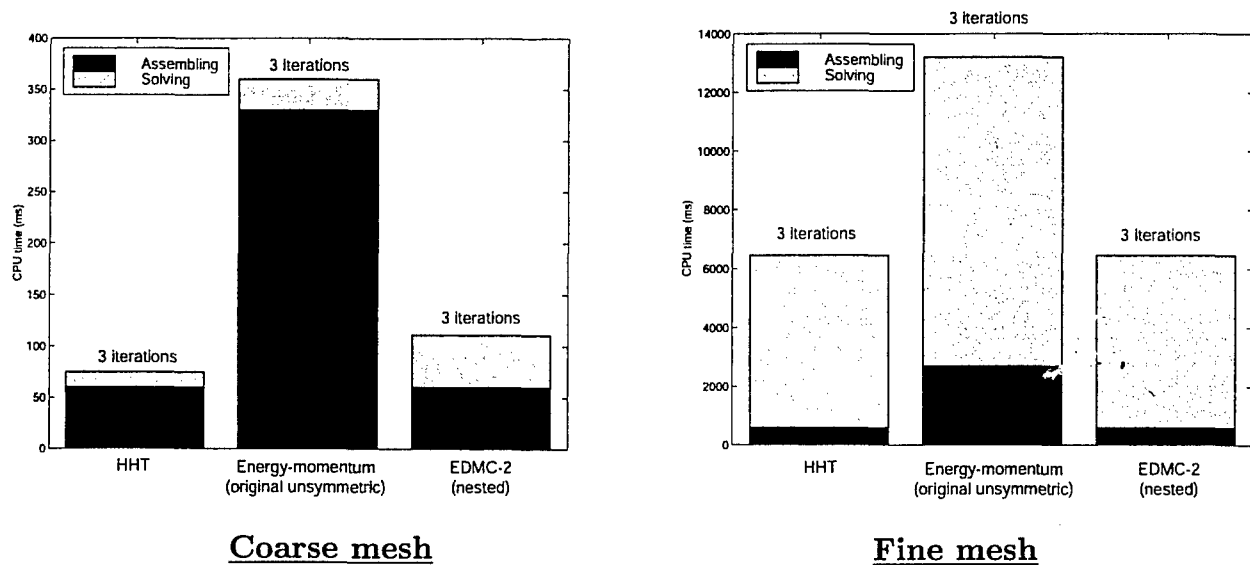 400
350
300
250
200
150
100
50
0
CPU time (ms)
Assembling
Solving
3 iterations
3 iterations
3 iterations
HHT
Energy-momentum
(original unsymmetric)
EDMC-2
(nested)
Coarse mesh
14000
12000
10000
8000
6000
4000
2000
0
CPU time (ms)
Assembling
Solving
3 iterations
3 iterations
3 iterations
HHT
Energy-momentum
(original unsymmetric)
EDMC-2
(nested)
Fine mesh